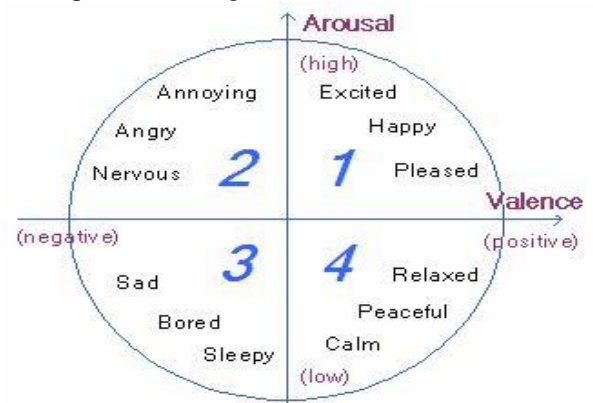 Arousal
(high)
Annoying
Excited
Angry
Happy
Nervous
2
1
Pleased
Valence
(negative)
(positive)
3
4
Sad
Relaxed
Bored
Peaceful
Sleepy
Calm
(low)